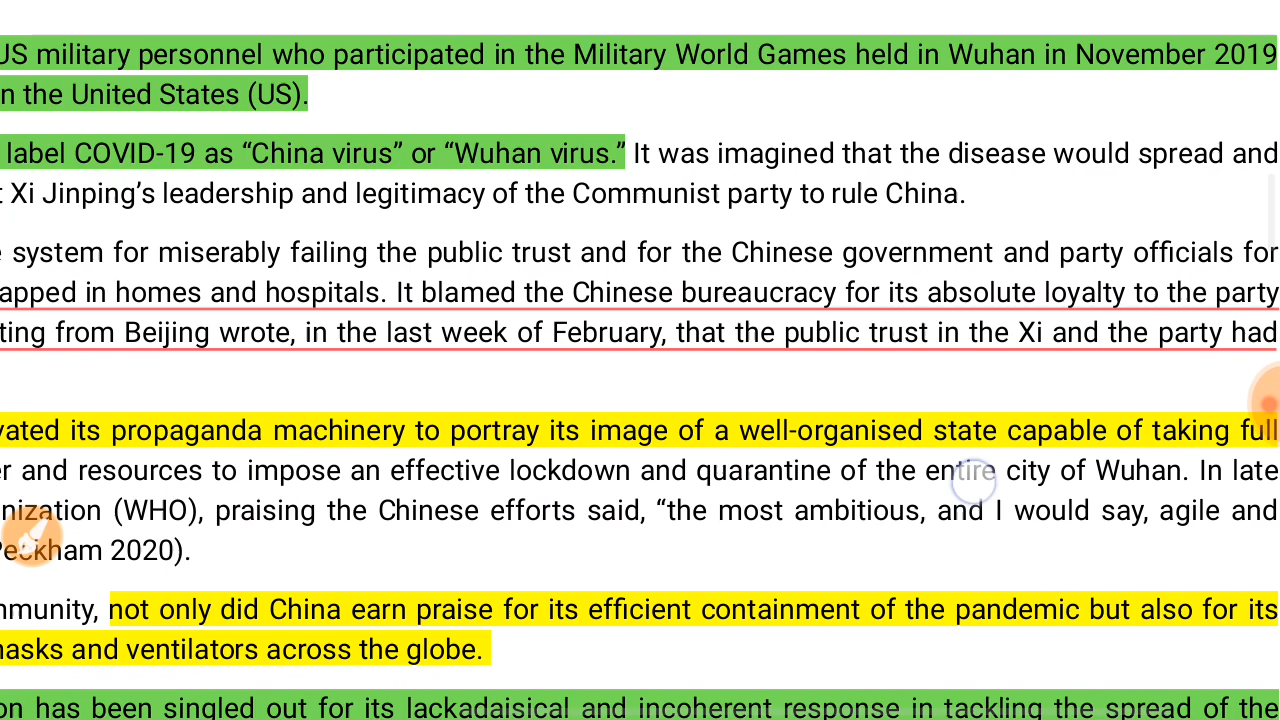 US military personnel who participated in the Military World Games held in Wuhan in November 2019
n the United States (US).
label COVID-19 as “China virus” or “Wuhan virus.” It was imagined that the disease would spread and
t Xi Jinping’s leadership and legitimacy of the Communist party to rule China.
e system for miserably failing the public trust and for the Chinese government and party officials for
apped in homes and hospitals. It blamed the Chinese bureaucracy for its absolute loyalty to the party
ting from Beijing wrote, in the last week of February, that the public trust in the Xi and the party had
vated its propaganda machinery to portray its image of a well-organised state capable of taking full
er and resources to impose an effective lockdown and quarantine of the entire city of Wuhan. In late
nization (WHO), praising the Chinese efforts said, “the most ambitious, and I would say, agile and
Peckham 2020).
mmunity, not only did China earn praise for its efficient containment of the pandemic but also for its
masks and ventilators across the globe.
on has been singled out for its lackadaisical and incoherent response in tackling the spread of the